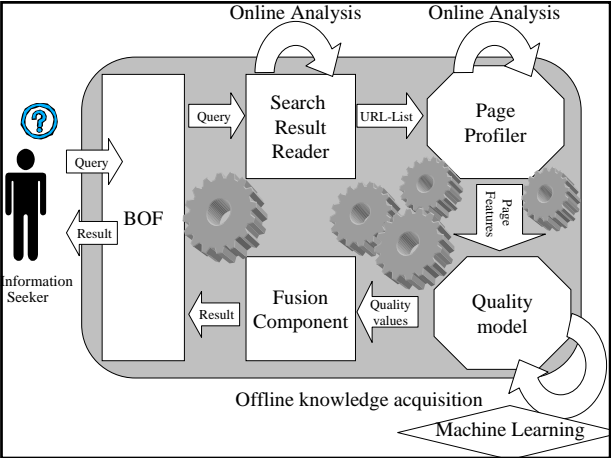 Online Analysis
Online Analysis
Search
Result
Reader
Page
Profiler
Query
URL-List
?
Query
BOF
Result
Page
Features
Information
Seeker
Fusion
Component
Quality
model
Result
Quality
values
Offline knowledge acquisition
Machine Learning